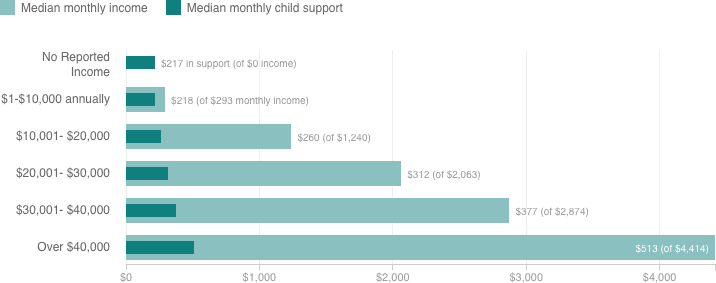 Median monthly income Median monthly child support
No Reported
Income
$217 in support (of $0 income)
$1-$10,000 annually $218 (of $293 monthly income)
$10,001- $20,000 $260 (of $1,240)
$20,001- $30,000 $312 (of $2,063)
$30,001- $40,000 $377 (of $2,874)
Over $40,000 $513 (of $4,414)
$0 $1,000 $2,000 $3,000 $4,000